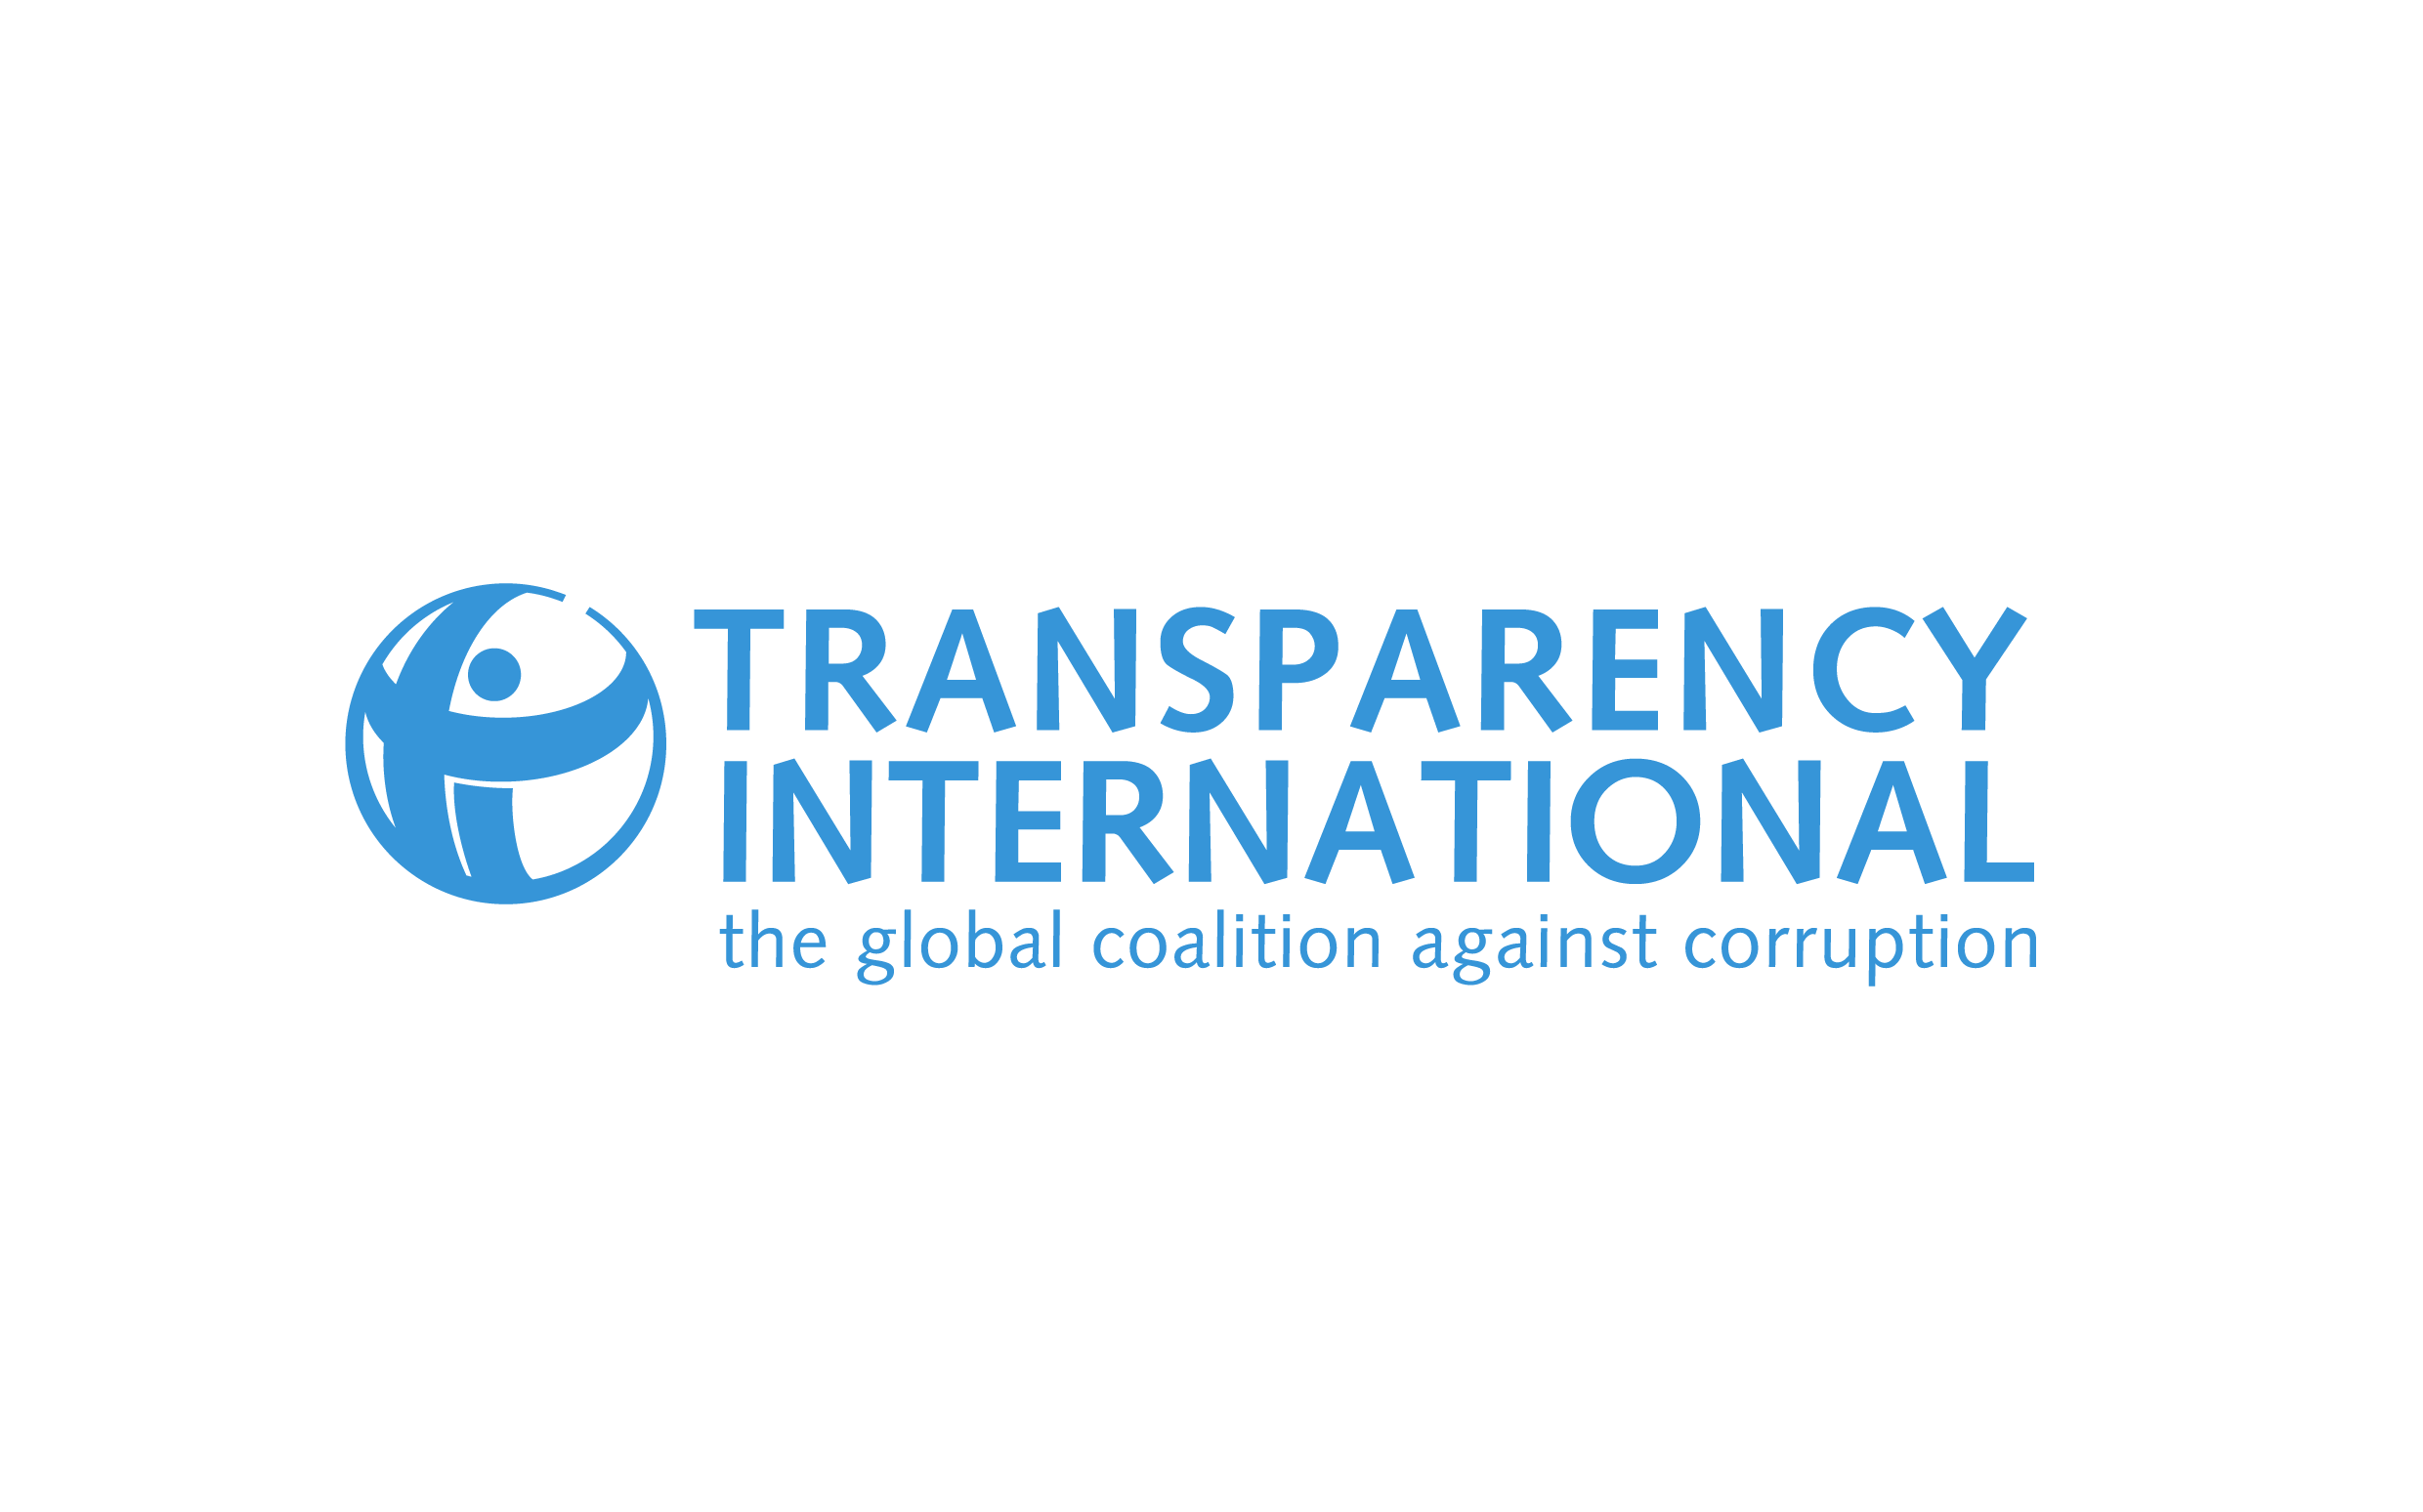 TRANSPARENCY
INTERNATIONAL
the global coalition against corruption